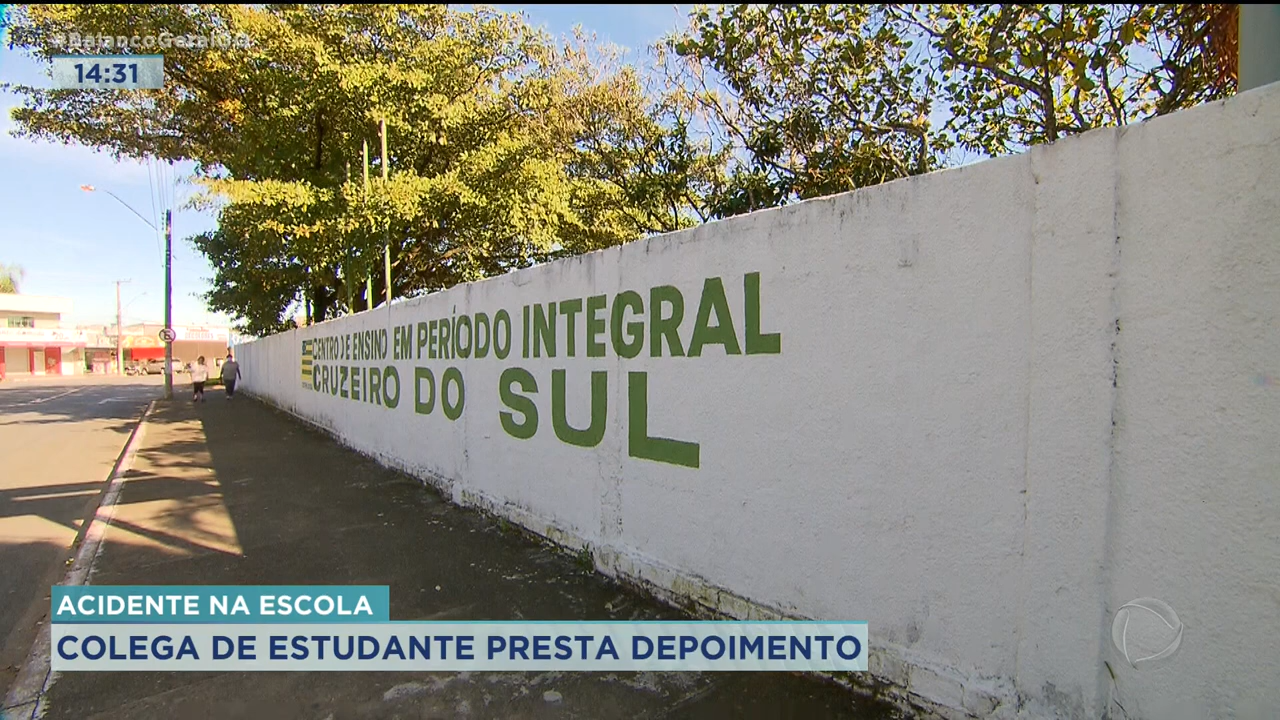 #BalancoGeralGO
14:31
CENTRO DE ENSINO EM PERÍODO INTEGRAL
CRUZEIRO DO SUL
ACIDENTE NA ESCOLA
COLEGA DE ESTUDANTE PRESTA DEPOIMENTO